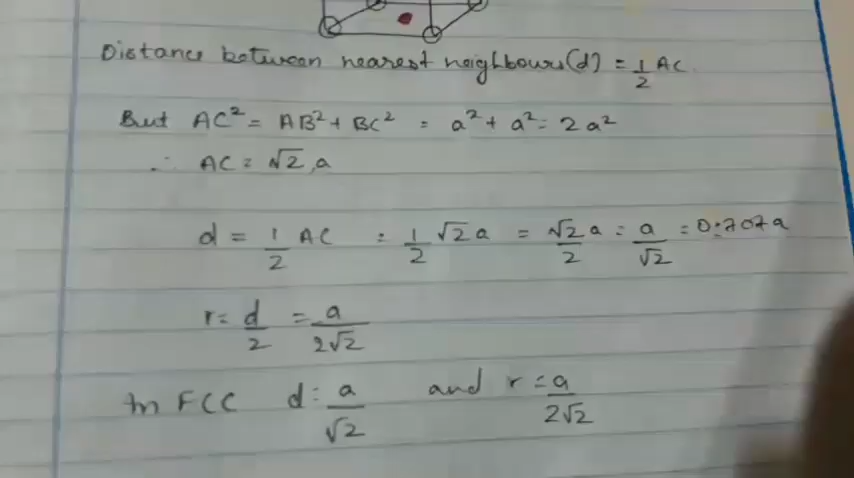 Distance between nearest neighbours(d) = 1/2 AC.
But AC² = AB² + BC² = a² + a² = 2a²
∴ AC = √2 a
d = 1/2 AC = 1/2 √2 a = √2/2 a = a/√2 = 0.707a
r = d/2 = a/2√2
In FCC d = a/√2 and r = a/2√2